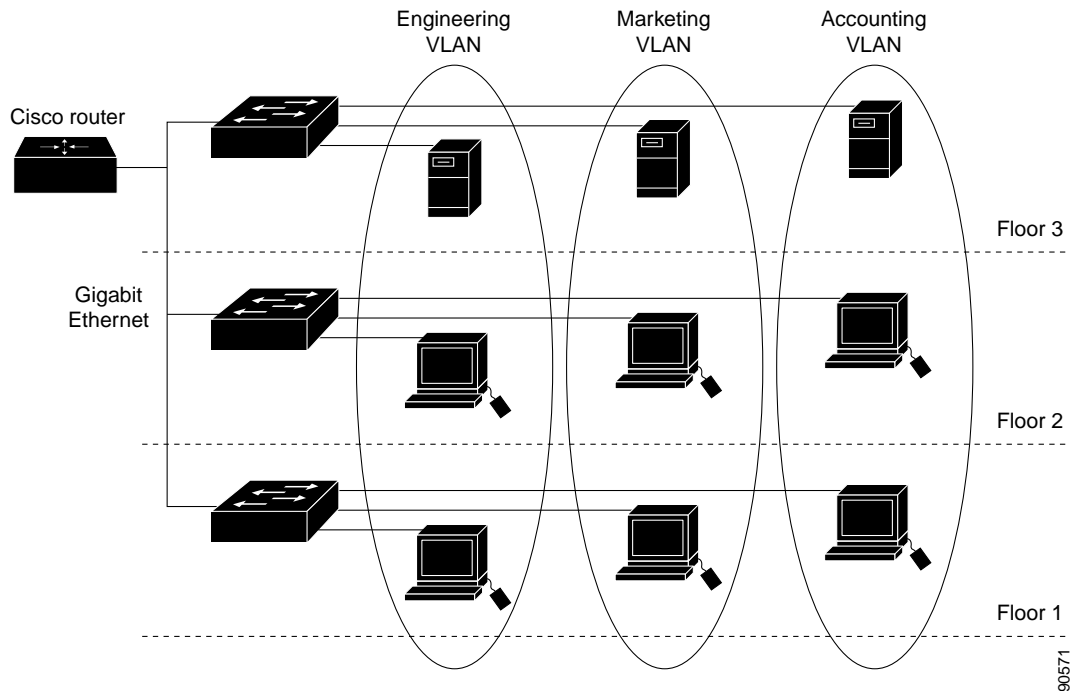 Engineering
VLAN
Marketing
VLAN
Accounting
VLAN
Cisco router
Floor 3
Gigabit
Ethernet
Floor 2
Floor 1
90571